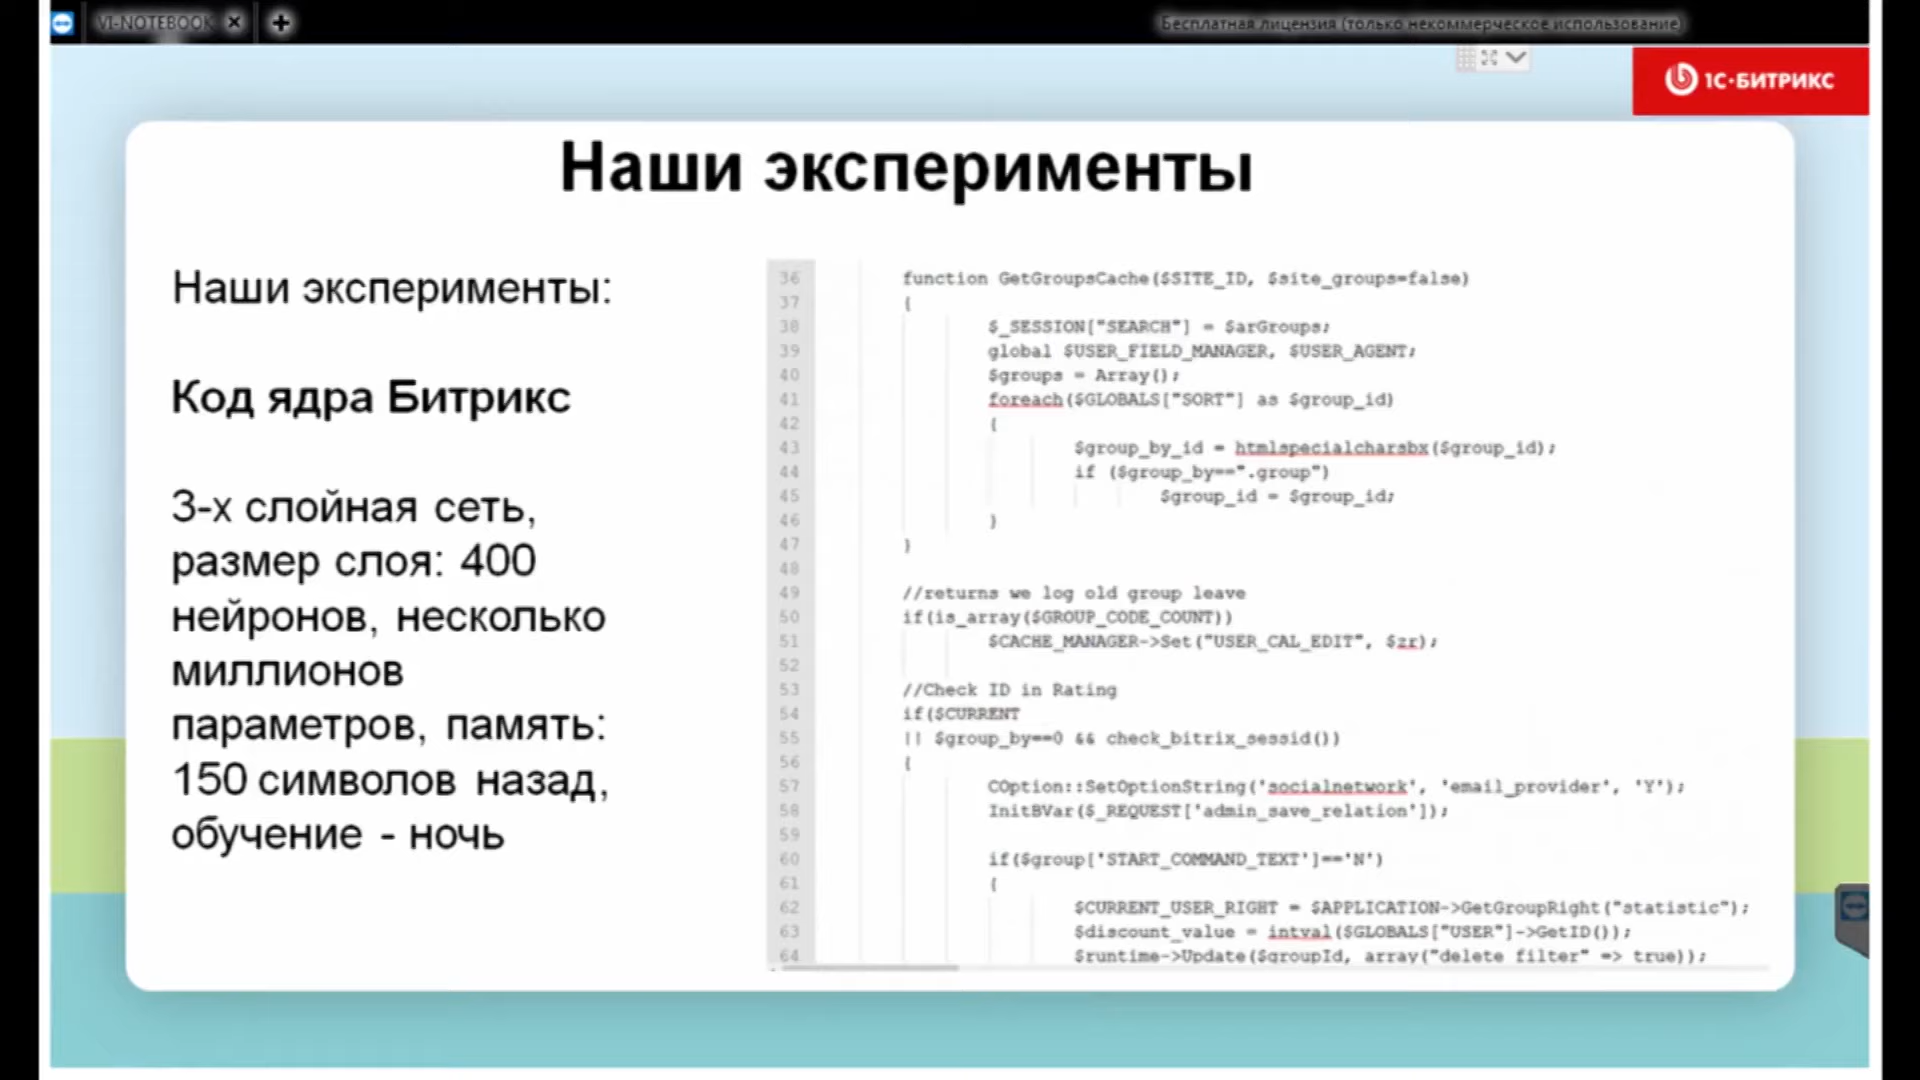 VI-NOTEBOOK
Бесплатная лицензия (только некоммерческое использование)
1С-БИТРИКС
Наши эксперименты
Наши эксперименты:
Код ядра Битрикс
3-х слойная сеть,
размер слоя: 400
нейронов, несколько
миллионов
параметров, память:
150 символов назад,
обучение - ночь
36 function GetGroupsCache($SITE_ID, $site_groups=false)
37 {
38 $_SESSION["SEARCH"] = $arGroups;
39 global $USER_FIELD_MANAGER, $USER_AGENT;
40 $groups = Array();
41 foreach($GLOBALS["SORT"] as $group_id)
42 {
43 $group_by_id = htmlspecialcharsbx($group_id);
44 if ($group_by==".group")
45 $group_id = $group_id;
46 }
47 }
48
49 //returns we log old group leave
50 if(is_array($GROUP_CODE_COUNT))
51 $CACHE_MANAGER->Set("USER_CAL_EDIT", $zr);
52
53 //Check ID in Rating
54 if($CURRENT
55 || $group_by==0 && check_bitrix_sessid())
56 {
57 COption::SetOptionString('socialnetwork', 'email_provider', 'Y');
58 InitBVar($_REQUEST['admin_save_relation']);
59
60 if($group['START_COMMAND_TEXT']=='N')
61 {
62 $CURRENT_USER_RIGHT = $APPLICATION->GetGroupRight("statistic");
63 $discount_value = intval($GLOBALS["USER"]->GetID());
64 $runtime->Update($groupId, array("delete_filter" => true));